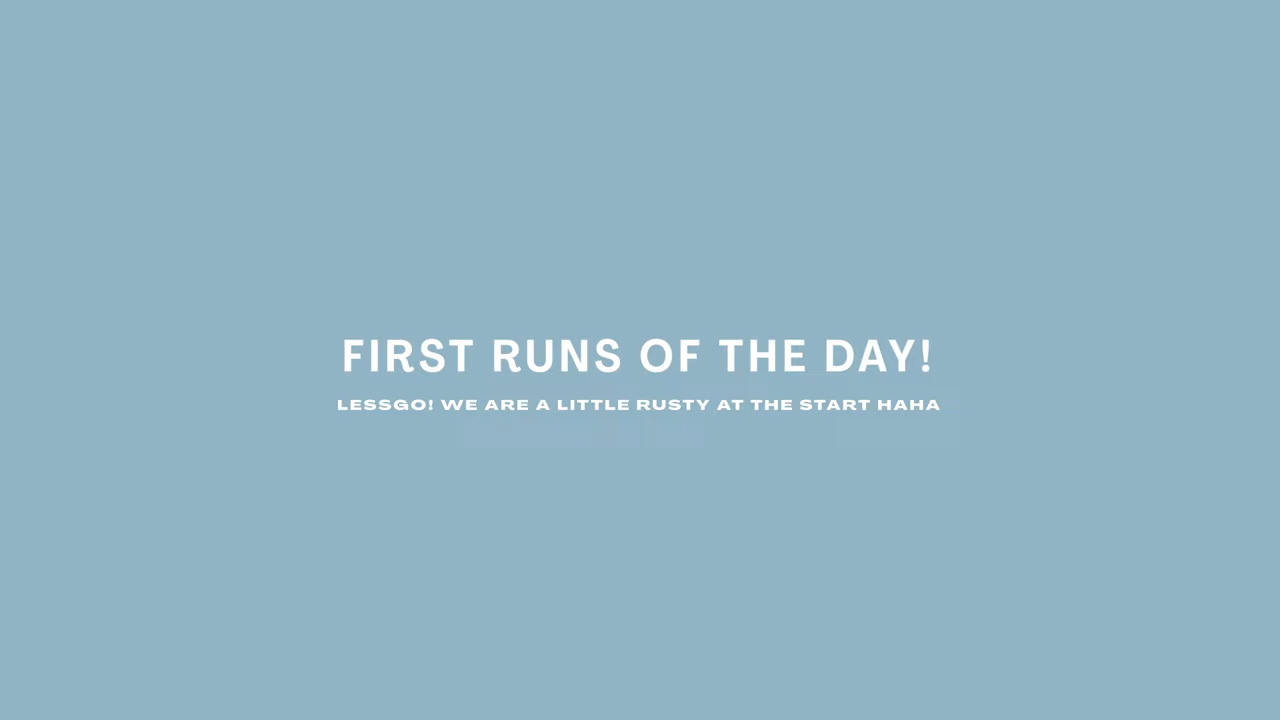 FIRST RUNS OF THE DAY!
LESSGO! WE ARE A LITTLE RUSTY AT THE START HAHA